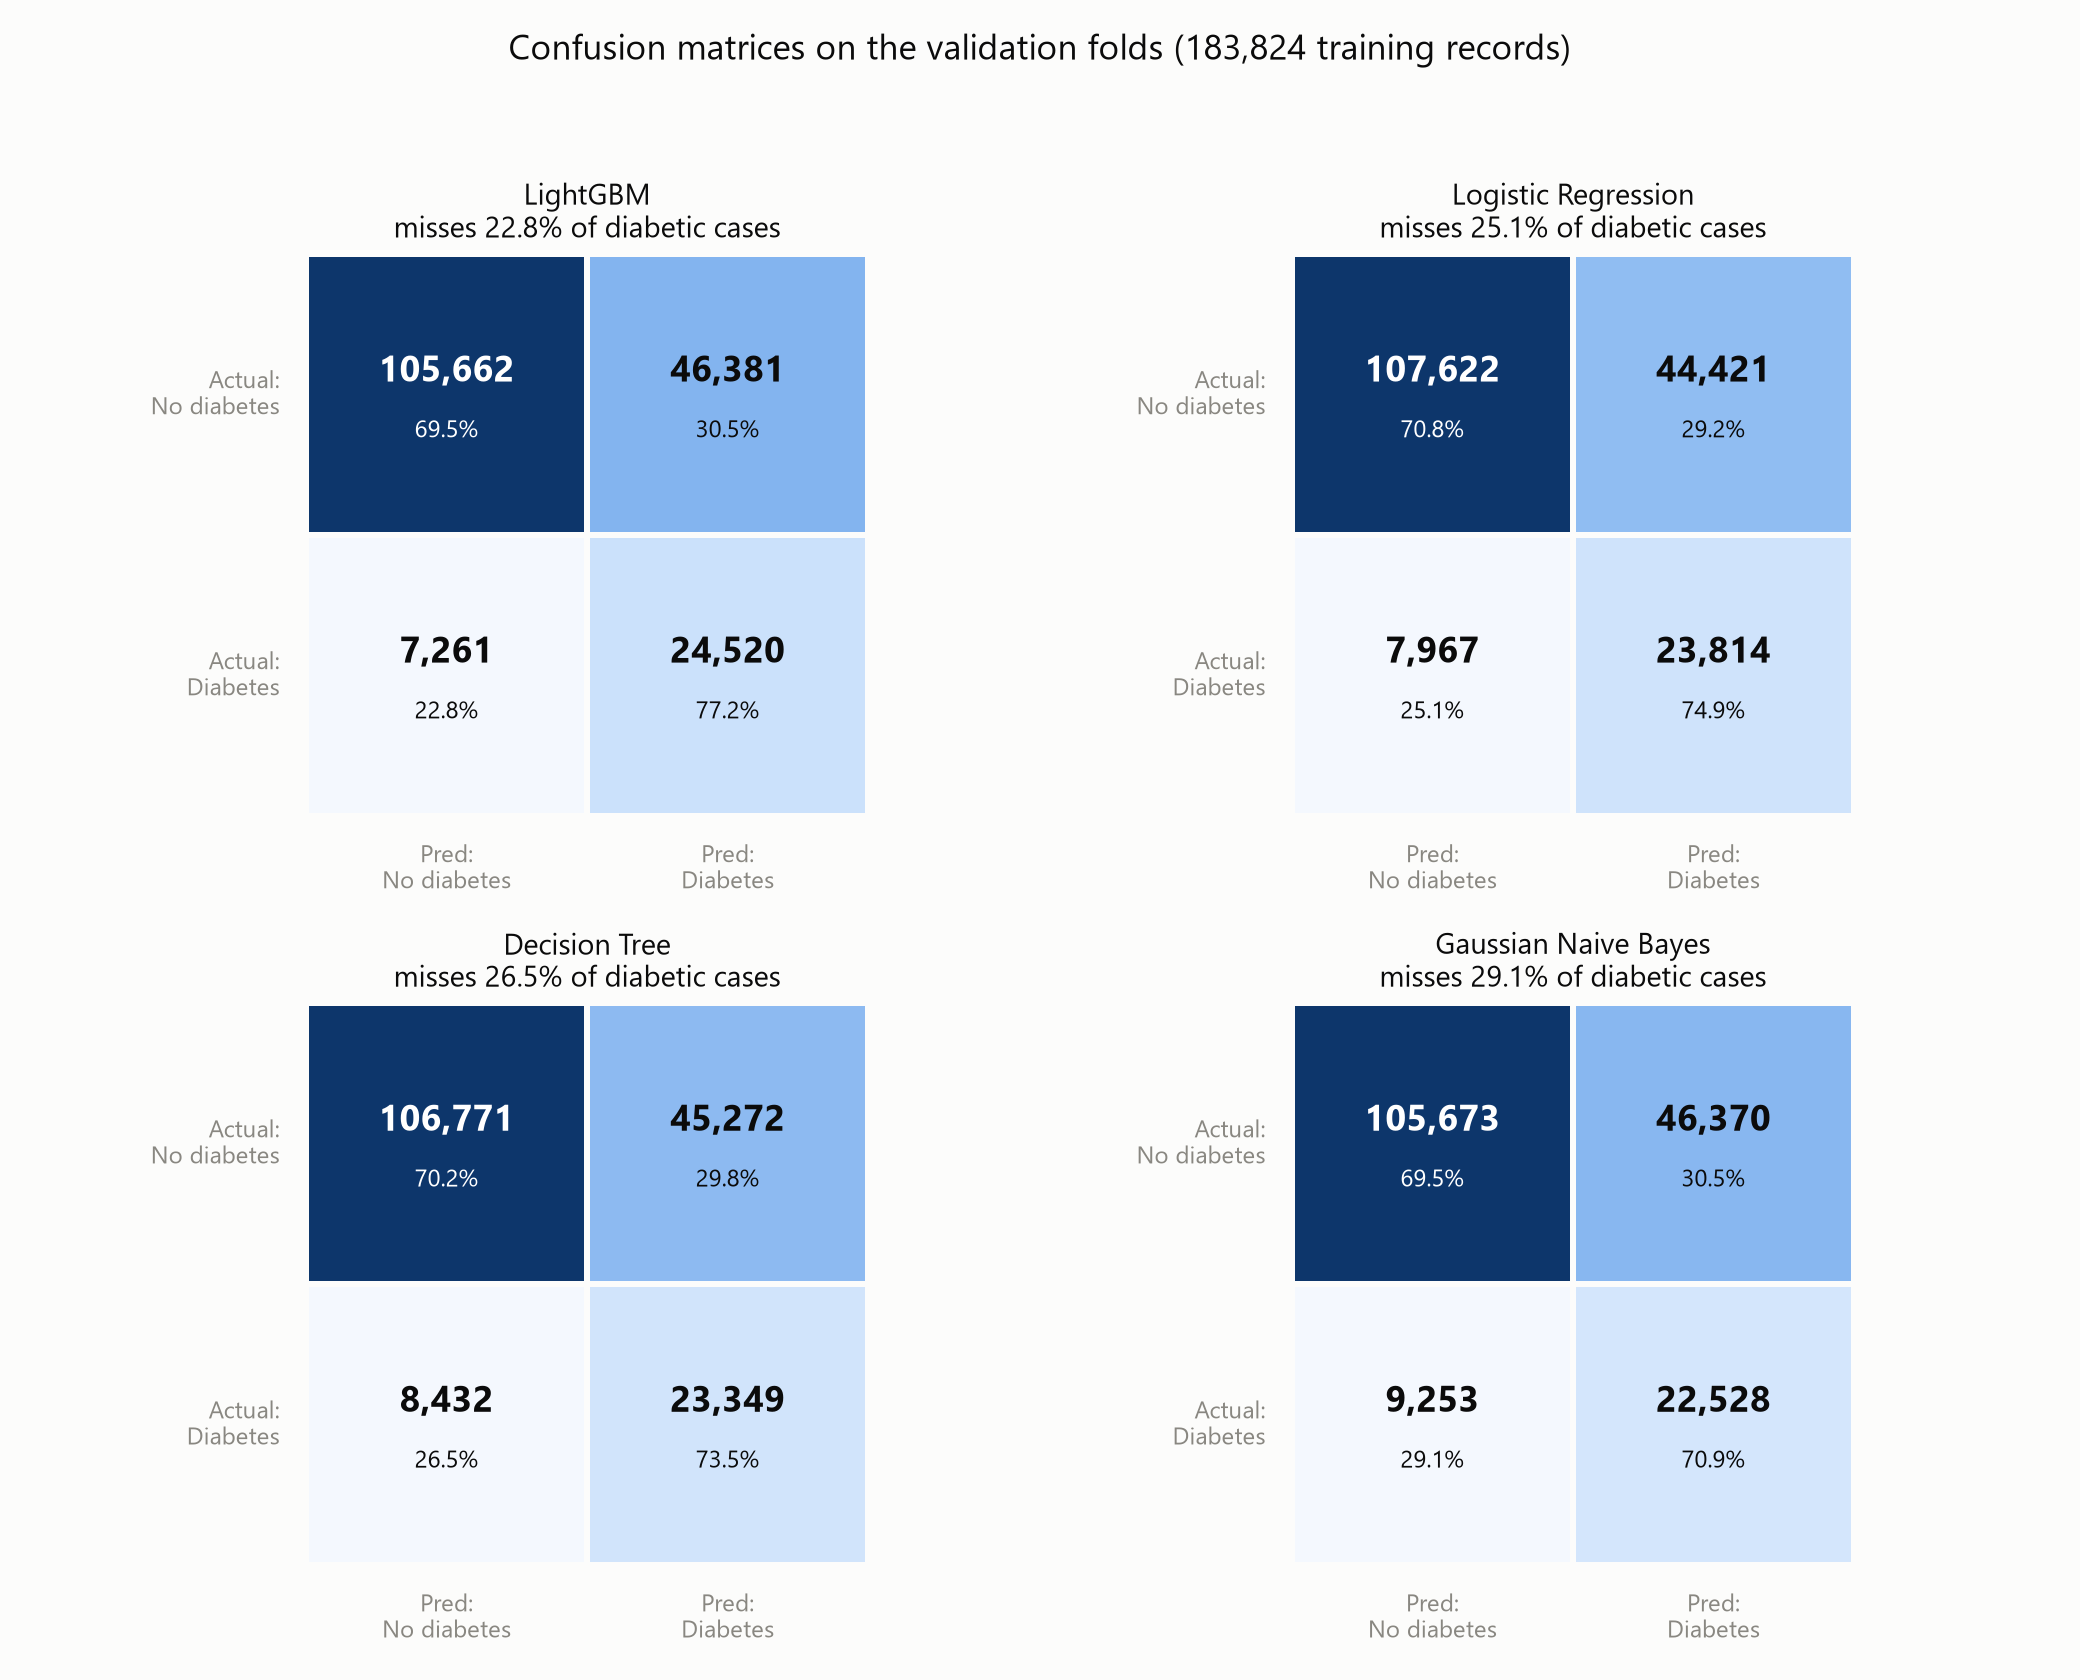 Confusion matrices on the validation folds (183,824 training records)
LightGBM
misses 22.8% of diabetic cases
Actual:
No diabetes
105,662
69.5%
46,381
30.5%
Actual:
Diabetes
7,261
22.8%
24,520
77.2%
Pred:
No diabetes
Pred:
Diabetes
Logistic Regression
misses 25.1% of diabetic cases
Actual:
No diabetes
107,622
70.8%
44,421
29.2%
Actual:
Diabetes
7,967
25.1%
23,814
74.9%
Pred:
No diabetes
Pred:
Diabetes
Decision Tree
misses 26.5% of diabetic cases
Actual:
No diabetes
106,771
70.2%
45,272
29.8%
Actual:
Diabetes
8,432
26.5%
23,349
73.5%
Pred:
No diabetes
Pred:
Diabetes
Gaussian Naive Bayes
misses 29.1% of diabetic cases
Actual:
No diabetes
105,673
69.5%
46,370
30.5%
Actual:
Diabetes
9,253
29.1%
22,528
70.9%
Pred:
No diabetes
Pred:
Diabetes